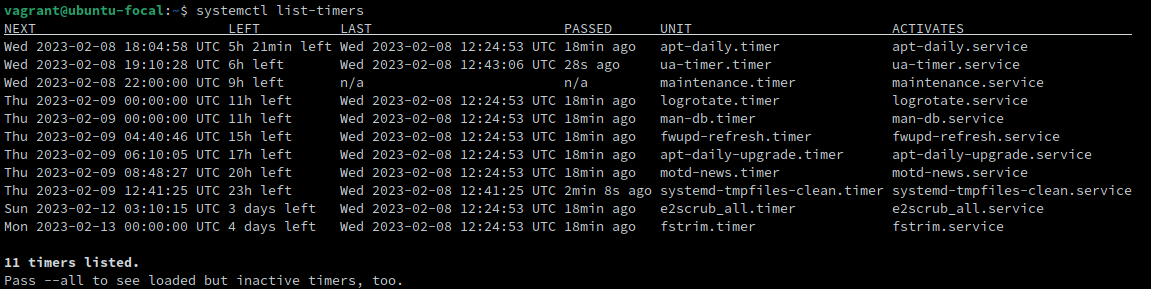 vagrant@ubuntu-focal:~$ systemctl list-timers
NEXT                        LEFT          LAST                        PASSED     UNIT                         ACTIVATES
Wed 2023-02-08 18:04:58 UTC 5h 21min left Wed 2023-02-08 12:24:53 UTC 18min ago  apt-daily.timer              apt-daily.service
Wed 2023-02-08 19:10:28 UTC 6h left       Wed 2023-02-08 12:43:06 UTC 28s ago    ua-timer.timer               ua-timer.service
Wed 2023-02-08 22:00:00 UTC 9h left       n/a                         n/a        maintenance.timer            maintenance.service
Thu 2023-02-09 00:00:00 UTC 11h left      Wed 2023-02-08 12:24:53 UTC 18min ago  logrotate.timer              logrotate.service
Thu 2023-02-09 00:00:00 UTC 11h left      Wed 2023-02-08 12:24:53 UTC 18min ago  man-db.timer                 man-db.service
Thu 2023-02-09 04:40:46 UTC 15h left      Wed 2023-02-08 12:24:53 UTC 18min ago  fwupd-refresh.timer          fwupd-refresh.service
Thu 2023-02-09 06:10:05 UTC 17h left      Wed 2023-02-08 12:24:53 UTC 18min ago  apt-daily-upgrade.timer      apt-daily-upgrade.service
Thu 2023-02-09 08:48:27 UTC 20h left      Wed 2023-02-08 12:24:53 UTC 18min ago  motd-news.timer              motd-news.service
Thu 2023-02-09 12:41:25 UTC 23h left      Wed 2023-02-08 12:41:25 UTC 2min 8s ago systemd-tmpfiles-clean.timer systemd-tmpfiles-clean.service
Sun 2023-02-12 03:10:15 UTC 3 days left   Wed 2023-02-08 12:24:53 UTC 18min ago  e2scrub_all.timer            e2scrub_all.service
Mon 2023-02-13 00:00:00 UTC 4 days left   Wed 2023-02-08 12:24:53 UTC 18min ago  fstrim.timer                 fstrim.service
11 timers listed.
Pass --all to see loaded but inactive timers, too.